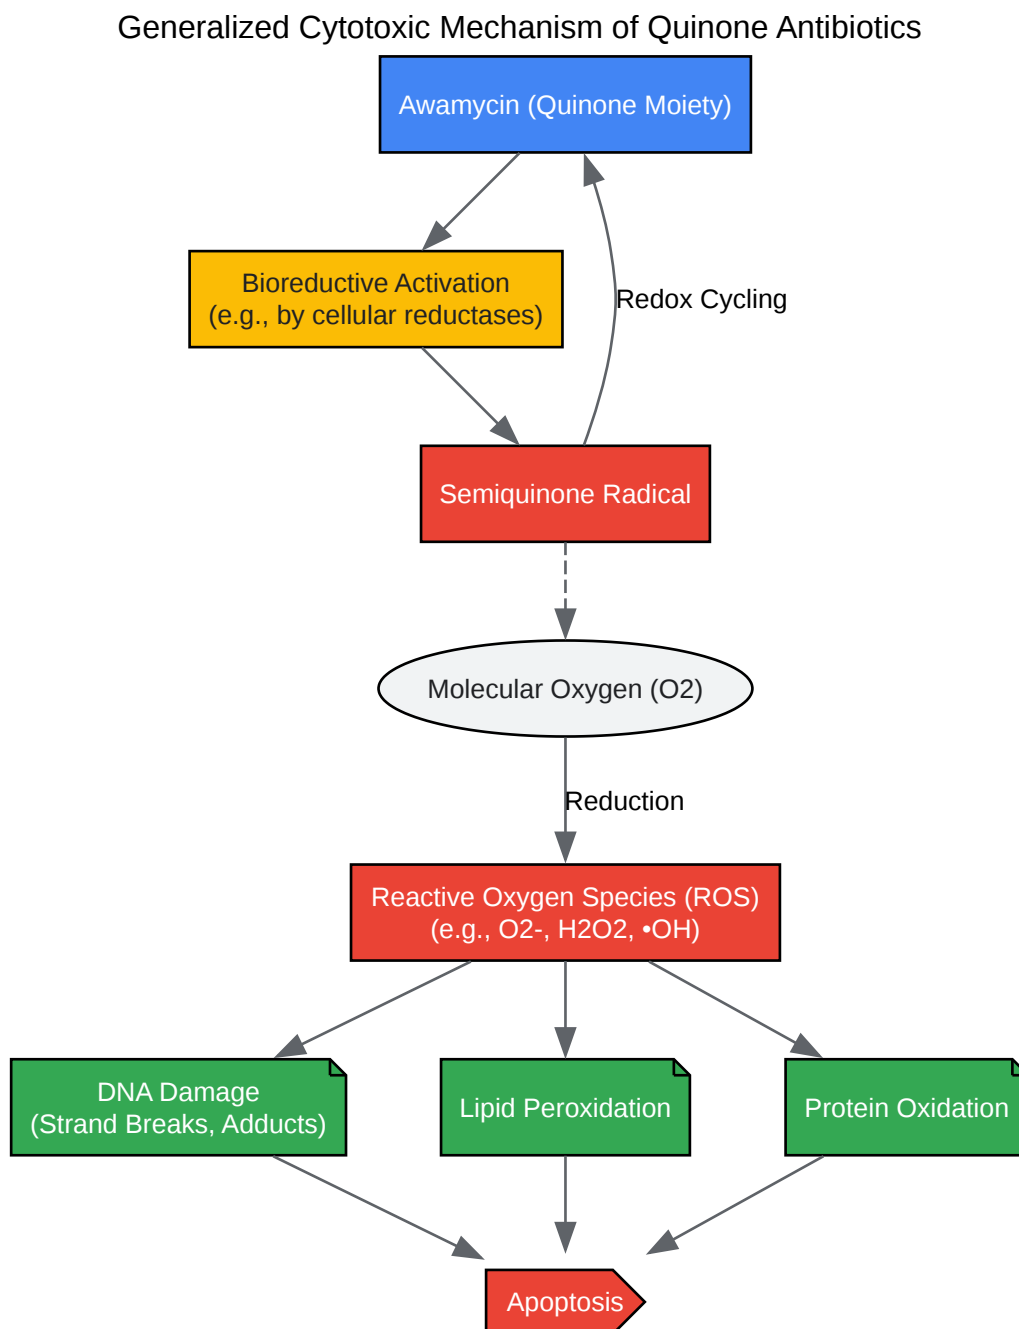 Generalized Cytotoxic Mechanism of Quinone Antibiotics
Awamycin (Quinone Moiety)
Bioreductive Activation
(e.g., by cellular reductases)
Redox Cycling
Semiquinone Radical
Molecular Oxygen (O2)
Reduction
Reactive Oxygen Species (ROS)
(e.g., O2-, H2O2, •OH)
DNA Damage
(Strand Breaks, Adducts)
Lipid Peroxidation
Protein Oxidation
Apoptosis